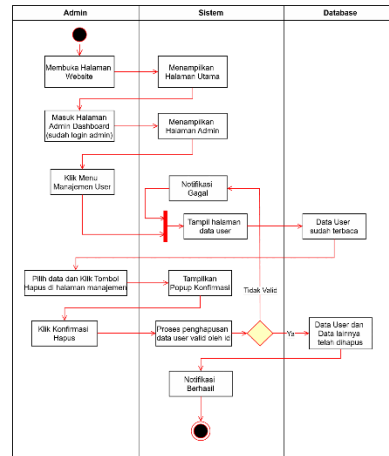 Admin
Sistem
Database
Membuka Halaman
Website
Menampilkan
Halaman Utama
Masuk Halaman
Admin Dashboard
(sudah login admin)
Menampilkan
Halaman Admin
Klik Menu
Manajemen User
Notifikasi
Gagal
Tampil halaman
data user
Data User
sudah terbaca
Pilih data dan Klik Tombol
Hapus di halaman manajemen
Tampilkan
Popup Konfirmasi
Tidak Valid
Klik Konfirmasi
Hapus
Proses penghapusan
data user valid oleh id
Ya
Data User dan
Data lainnya
telah dihapus
Notifikasi
Berhasil